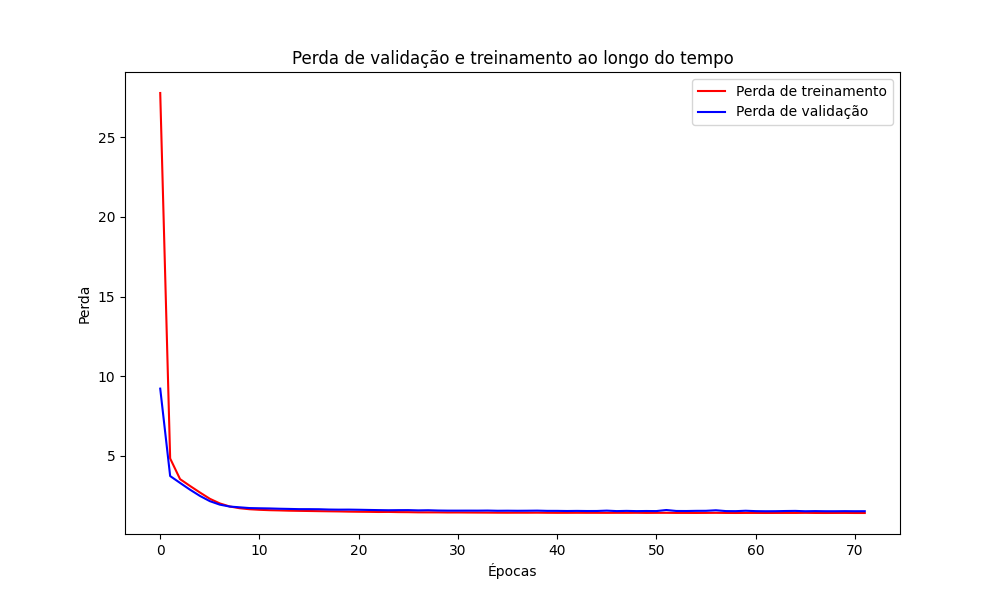 Perda de validação e treinamento ao longo do tempo
Perda de treinamento
Perda de validação
25
20
15
10
5
Perda
0 10 20 30 40 50 60 70
Épocas